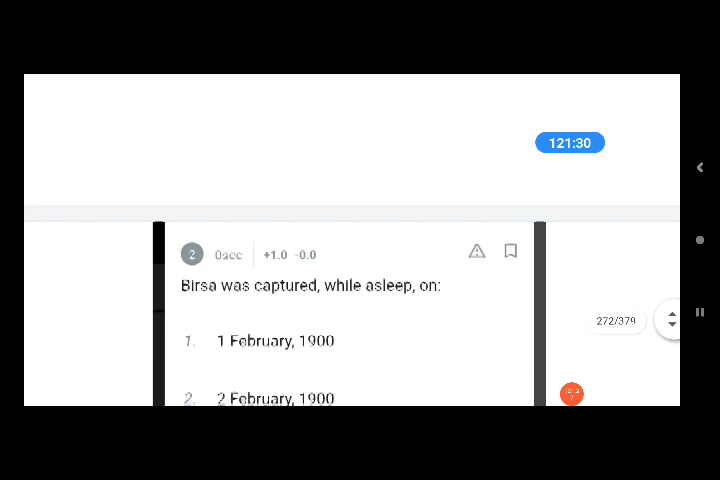 121:30
2 0sec +1.0 -0.0
Birsa was captured, while asleep, on:
1. 1 February, 1900
272/379
2. 2 February, 1900